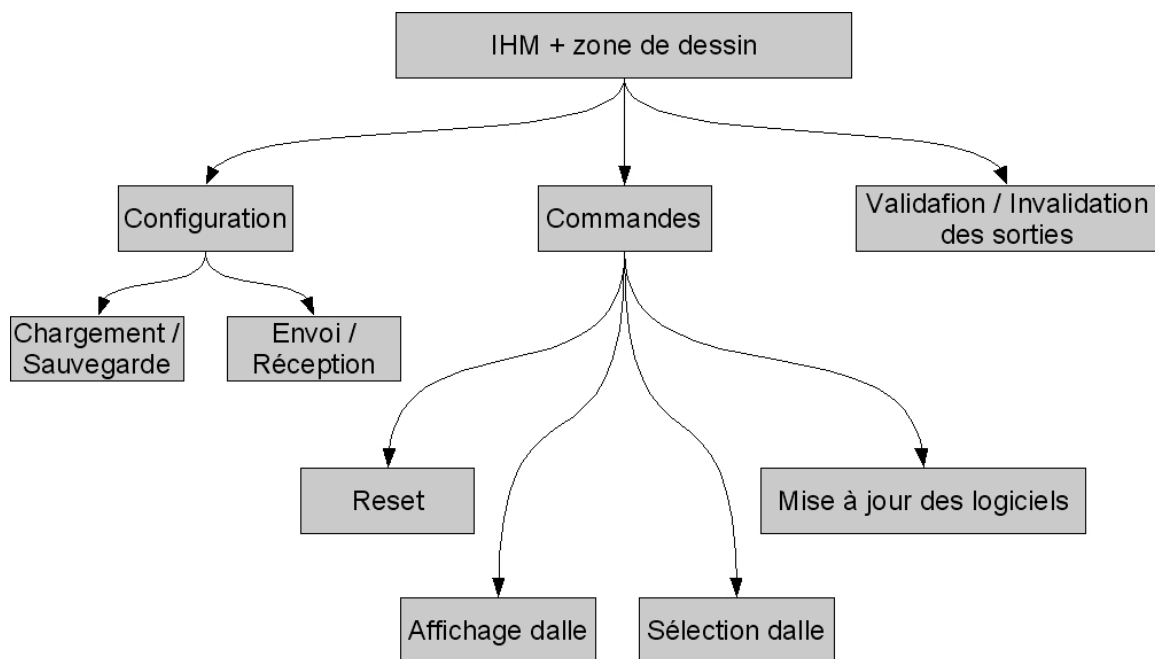 IHM + zone de dessin
Configuration
Commandes
Validafion / Invalidation
des sorties
Chargement /
Sauvegarde
Envoi /
Réception
Reset
Mise à jour des logiciels
Affichage dalle
Sélection dalle